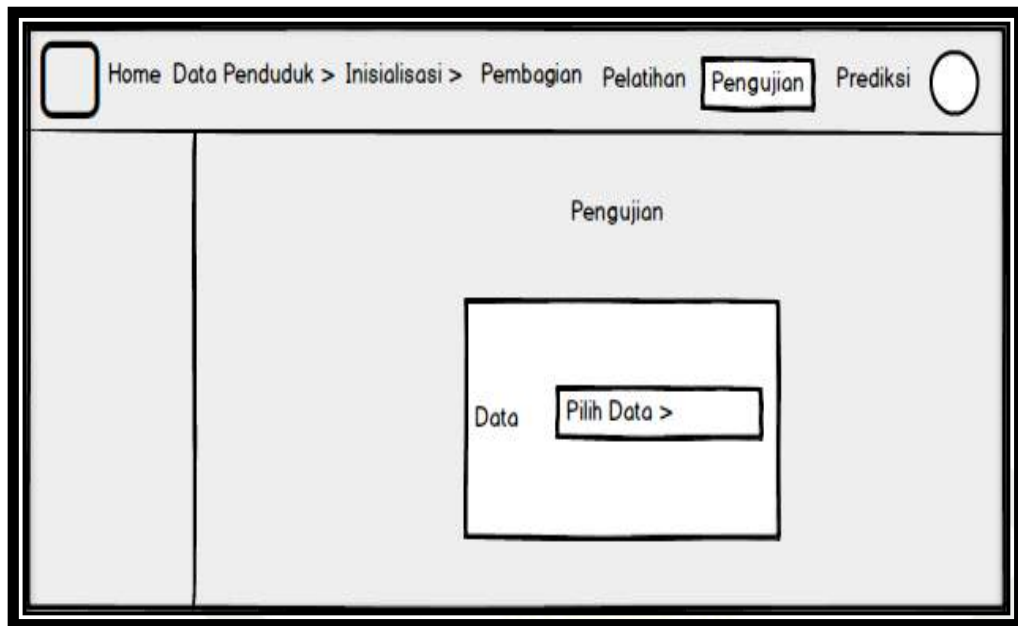 Home Data Penduduk > Inisialisasi > Pembagian Pelatihan Pengujian Prediksi
Pengujian
Data Pilih Data >